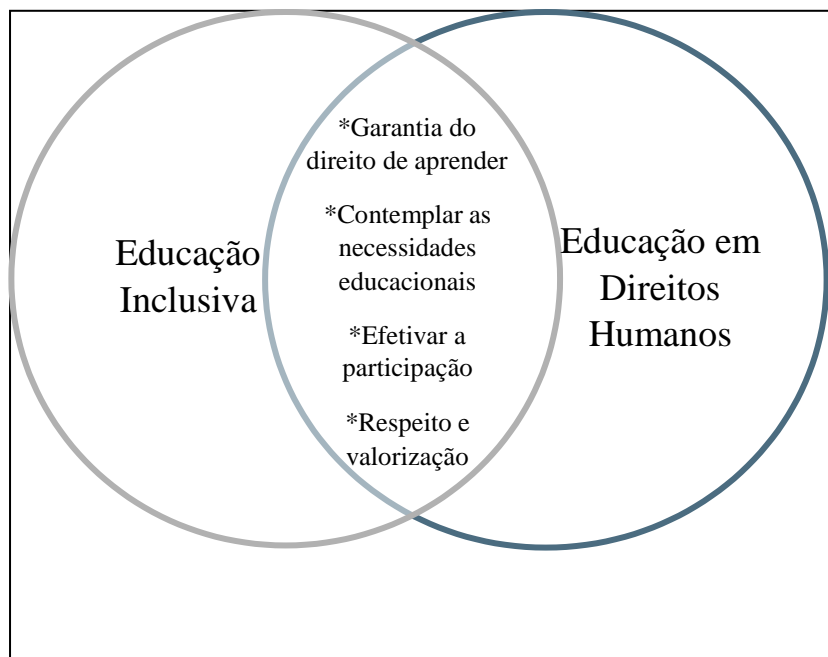 Educação
Inclusiva
*Garantia do
direito de aprender
*Contemplar as
necessidades
educacionais
*Efetivar a
participação
*Respeito e
valorização
Educação em
Direitos
Humanos